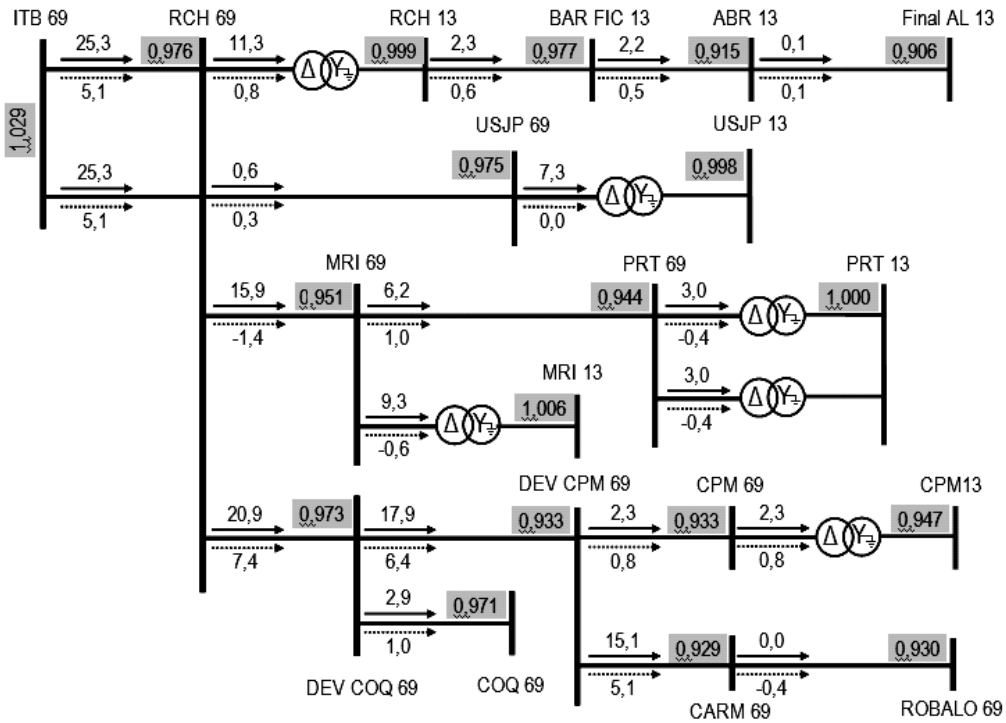 ITB 69 RCH 69 RCH 13 BAR FIC 13 ABR 13 Final AL 13
25,3 0,976 11,3 0,999 2,3 0,977 2,2 0,915 0,1 0,906
Δ Y
5,1 0,8 0,6 0,5 0,1
1,029
USJP 69 USJP 13
25,3 0,6 0,975 7,3 0,998
Δ Y
5,1 0,3 0,0
MRI 69 PRT 69 PRT 13
15,9 0,951 6,2 0,944 3,0 1,000
Δ Y
-1,4 1,0 -0,4
MRI 13
9,3 1,006 3,0
Δ Y Δ Y
-0,6 -0,4
DEV CPM 69 CPM 69 CPM13
20,9 0,973 17,9 0,933 2,3 0,933 2,3 0,947
Δ Y
7,4 6,4 0,8 0,8
2,9 0,971
1,0
15,1 0,929 0,0 0,930
5,1 -0,4
DEV COQ 69 COQ 69 CARM 69 ROBALO 69